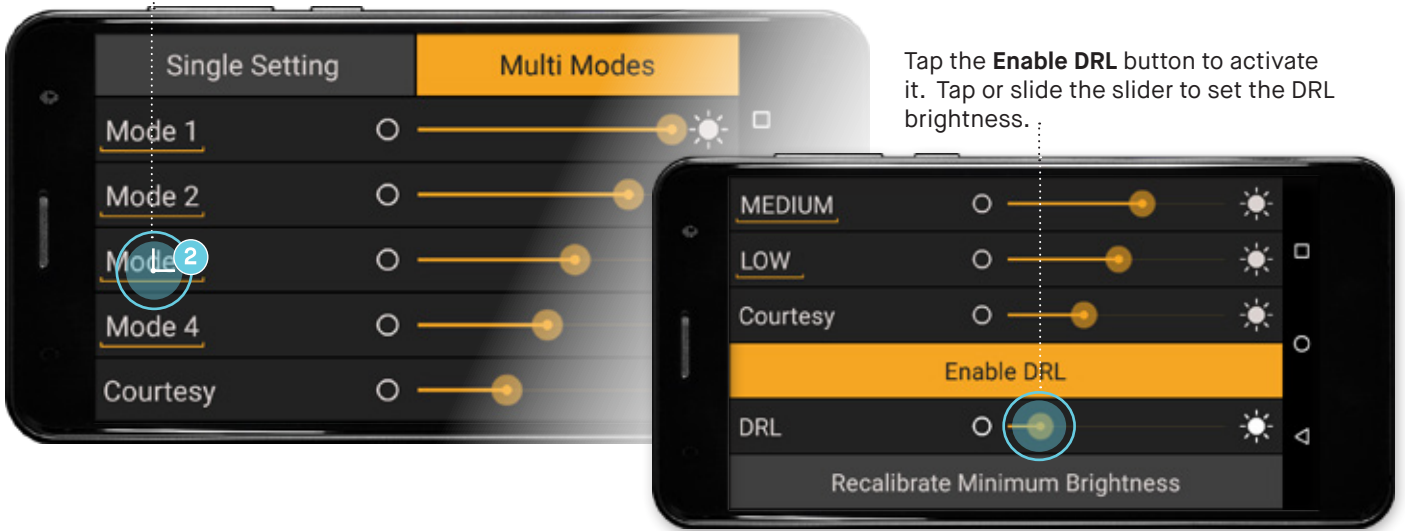 Single Setting
Multi Modes
Mode 1
Mode 2
Mode
2
Mode 4
Courtesy
Tap the Enable DRL button to activate
it. Tap or slide the slider to set the DRL
brightness.
MEDIUM
LOW
Courtesy
Enable DRL
DRL
Recalibrate Minimum Brightness